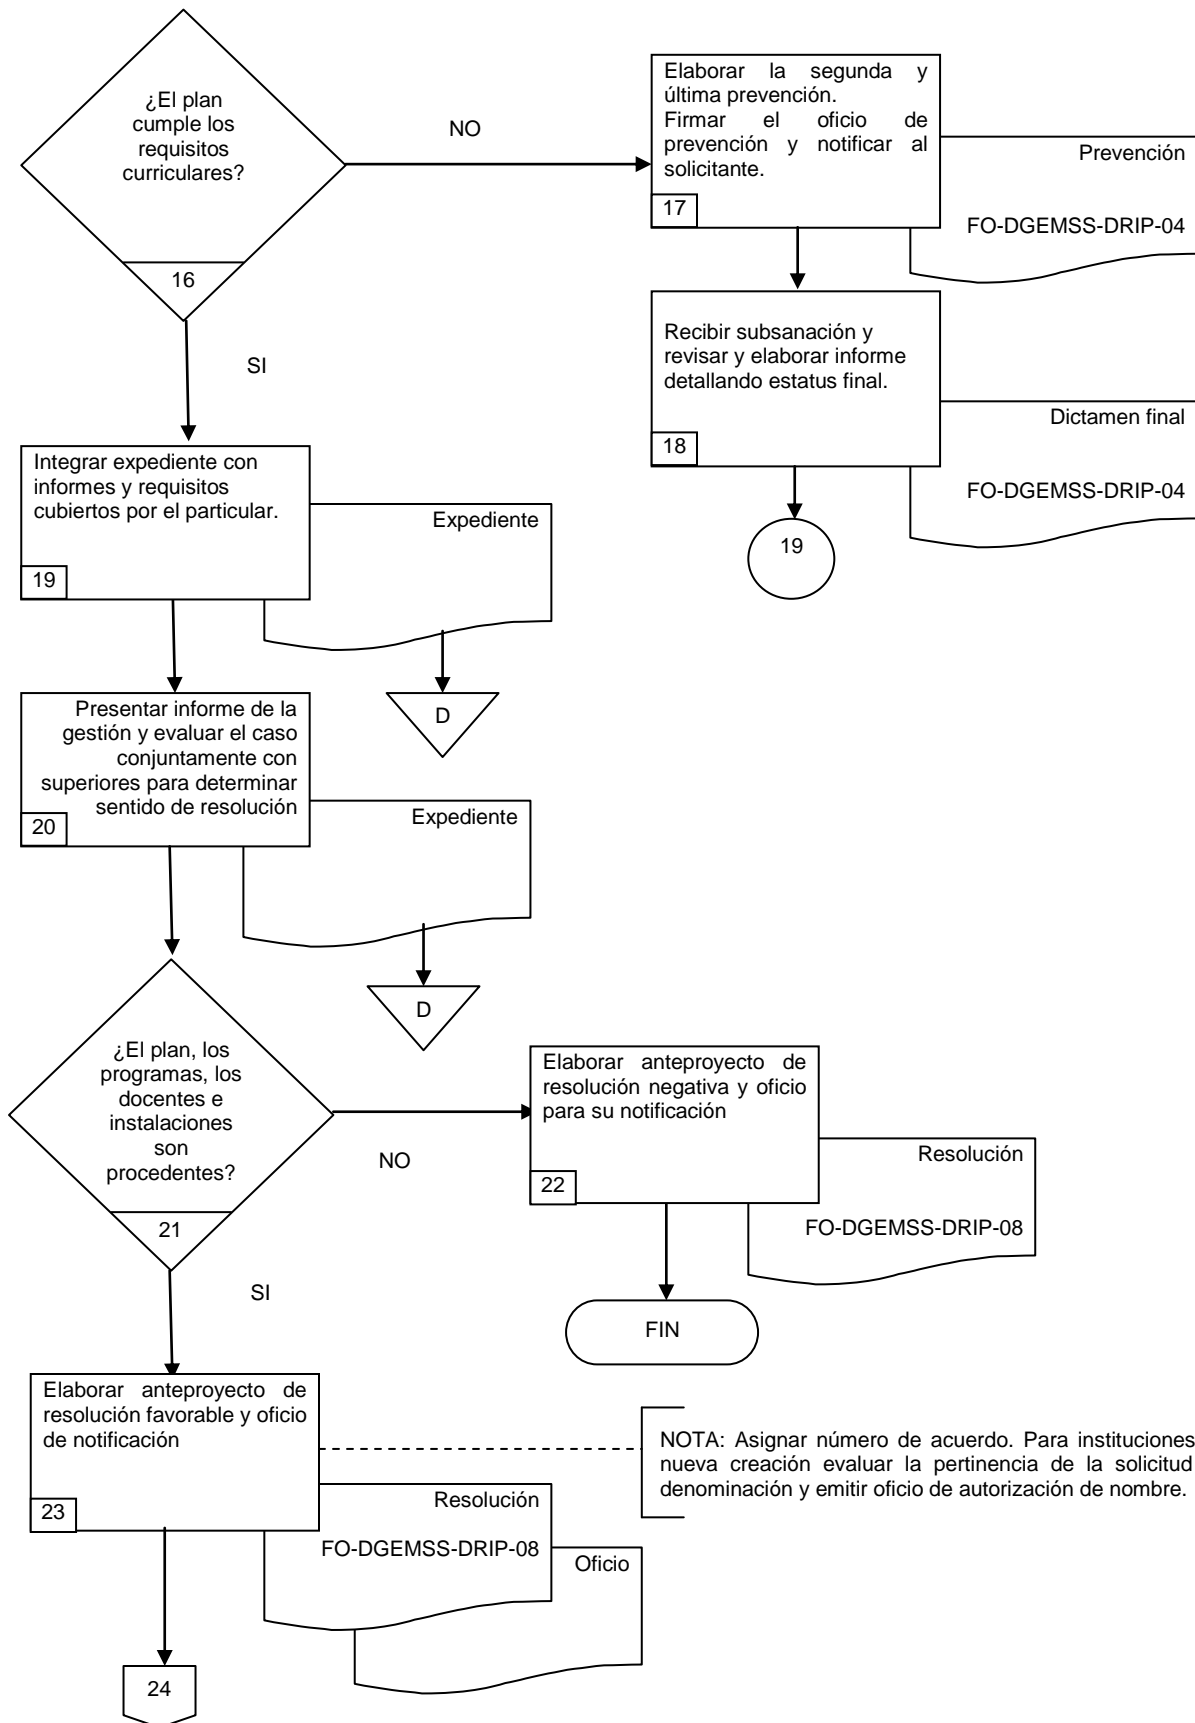 ¿El plan
cumple los
requisitos
curriculares?
16
NO
SI
Elaborar la segunda y
última prevención.
Firmar el oficio de
prevención y notificar al
solicitante.
17
Prevención
FO-DGEMSS-DRIP-04
Recibir subsanación y
revisar y elaborar informe
detallando estatus final.
18
Dictamen final
FO-DGEMSS-DRIP-04
19
Integrar expediente con
informes y requisitos
cubiertos por el particular.
19
Expediente
D
Presentar informe de la
gestión y evaluar el caso
conjuntamente con
superiores para determinar
sentido de resolución
20
Expediente
D
¿El plan, los
programas, los
docentes e
instalaciones
son
procedentes?
21
NO
SI
Elaborar anteproyecto de
resolución negativa y oficio
para su notificación
22
Resolución
FO-DGEMSS-DRIP-08
FIN
Elaborar anteproyecto de
resolución favorable y oficio
de notificación
23
Resolución
FO-DGEMSS-DRIP-08
Oficio
NOTA: Asignar número de acuerdo. Para instituciones
nueva creación evaluar la pertinencia de la solicitud
denominación y emitir oficio de autorización de nombre.
24